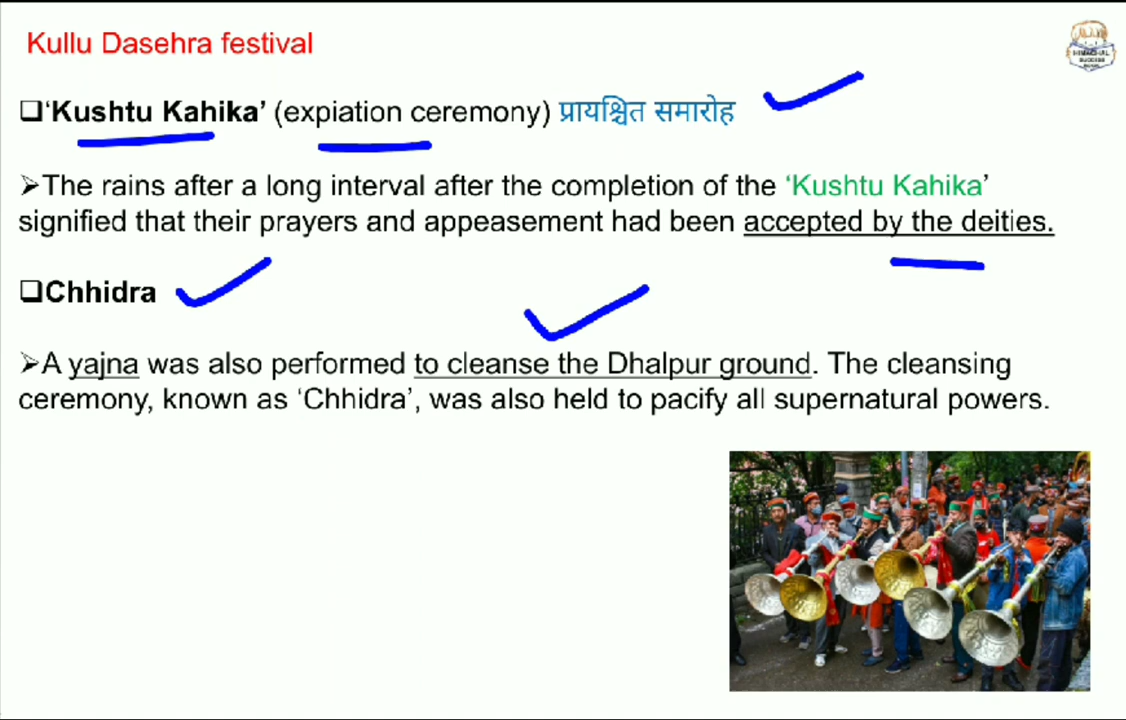 Kullu Dasehra festival
❑‘Kushtu Kahika’ (expiation ceremony) प्रायश्चित समारोह
➢The rains after a long interval after the completion of the ‘Kushtu Kahika’
signified that their prayers and appeasement had been accepted by the deities.
❑Chhidra
➢A yajna was also performed to cleanse the Dhalpur ground. The cleansing
ceremony, known as ‘Chhidra’, was also held to pacify all supernatural powers.
HIMACHAL
SUCCESS